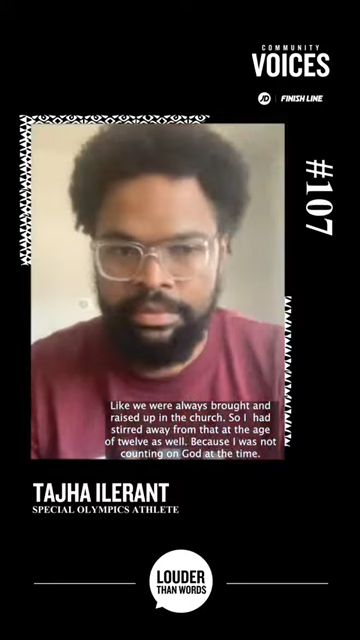 COMMUNITY
VOICES
JD | FINISH LINE
#107
Like we were always brought and
raised up in the church. So I had
stirred away from that at the age
of twelve as well. Because I was not
counting on God at the time.
TAJHA ILERANT
SPECIAL OLYMPICS ATHLETE
LOUDER
THAN WORDS